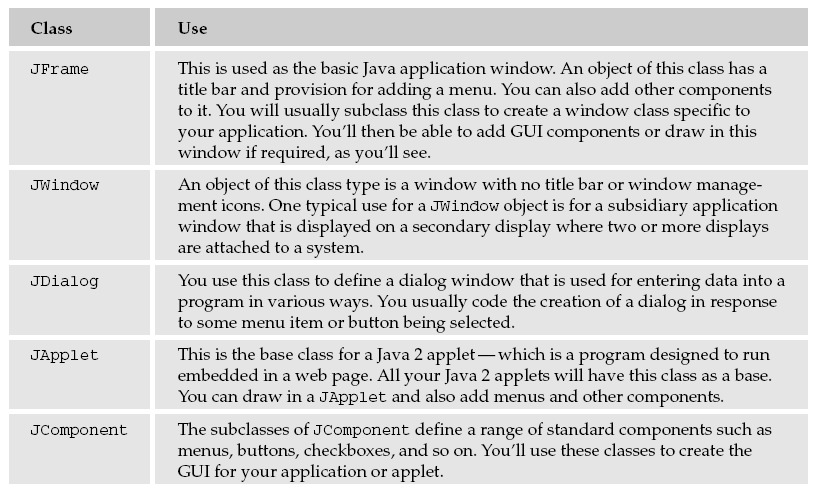 Class Use
JFrame This is used as the basic Java application window. An object of this class has a
title bar and provision for adding a menu. You can also add other components
to it. You will usually subclass this class to create a window class specific to
your application. You'll then be able to add GUI components or draw in this
window if required, as you'll see.
JWindow An object of this class type is a window with no title bar or window manage-
ment icons. One typical use for a JWindow object is for a subsidiary application
window that is displayed on a secondary display where two or more displays
are attached to a system.
JDialog You use this class to define a dialog window that is used for entering data into a
program in various ways. You usually code the creation of a dialog in response
to some menu item or button being selected.
JApplet This is the base class for a Java 2 applet — which is a program designed to run
embedded in a web page. All your Java 2 applets will have this class as a base.
You can draw in a JApplet and also add menus and other components.
JComponent The subclasses of JComponent define a range of standard components such as
menus, buttons, checkboxes, and so on. You'll use these classes to create the
GUI for your application or applet.